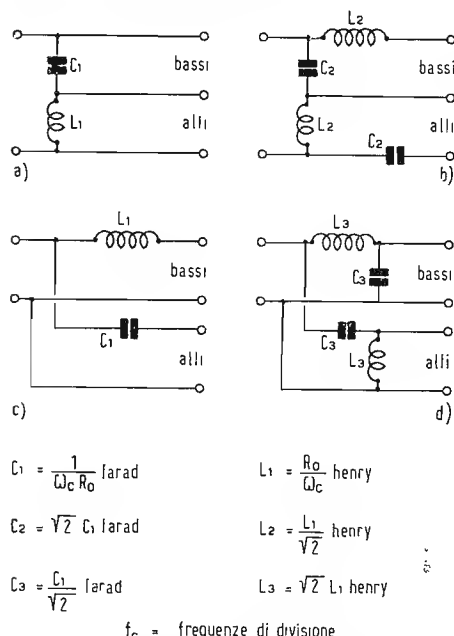 L2
C1 bassi C2 bassi
L1 alti L2 alti
C2
a) b)
L1 L3
bassi C3 bassi
C1 C3
alti L3 alti
c) d)
C1 = 1 / ωc Ro farad L1 = Ro / ωc henry
C2 = √2 C1 farad L2 = L1 / √2 henry
C3 = C1 / √2 farad L3 = √2 L1 henry
fc = frequenze di divisione